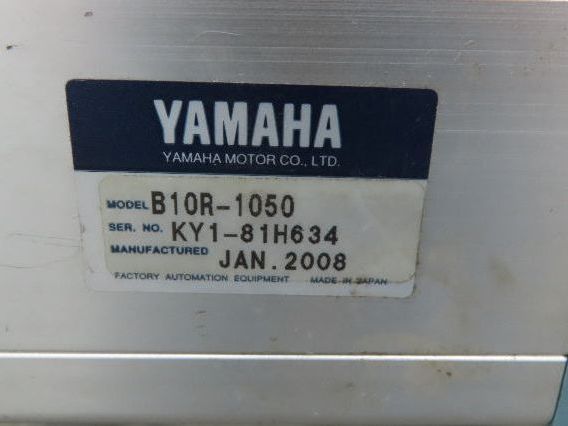 YAMAHA
YAMAHA MOTOR CO., LTD.
MODEL B10R-1050
SER. NO. KY1-81H634
MANUFACTURED JAN.2008
FACTORY AUTOMATION EQUIPMENT MADE IN JAPAN